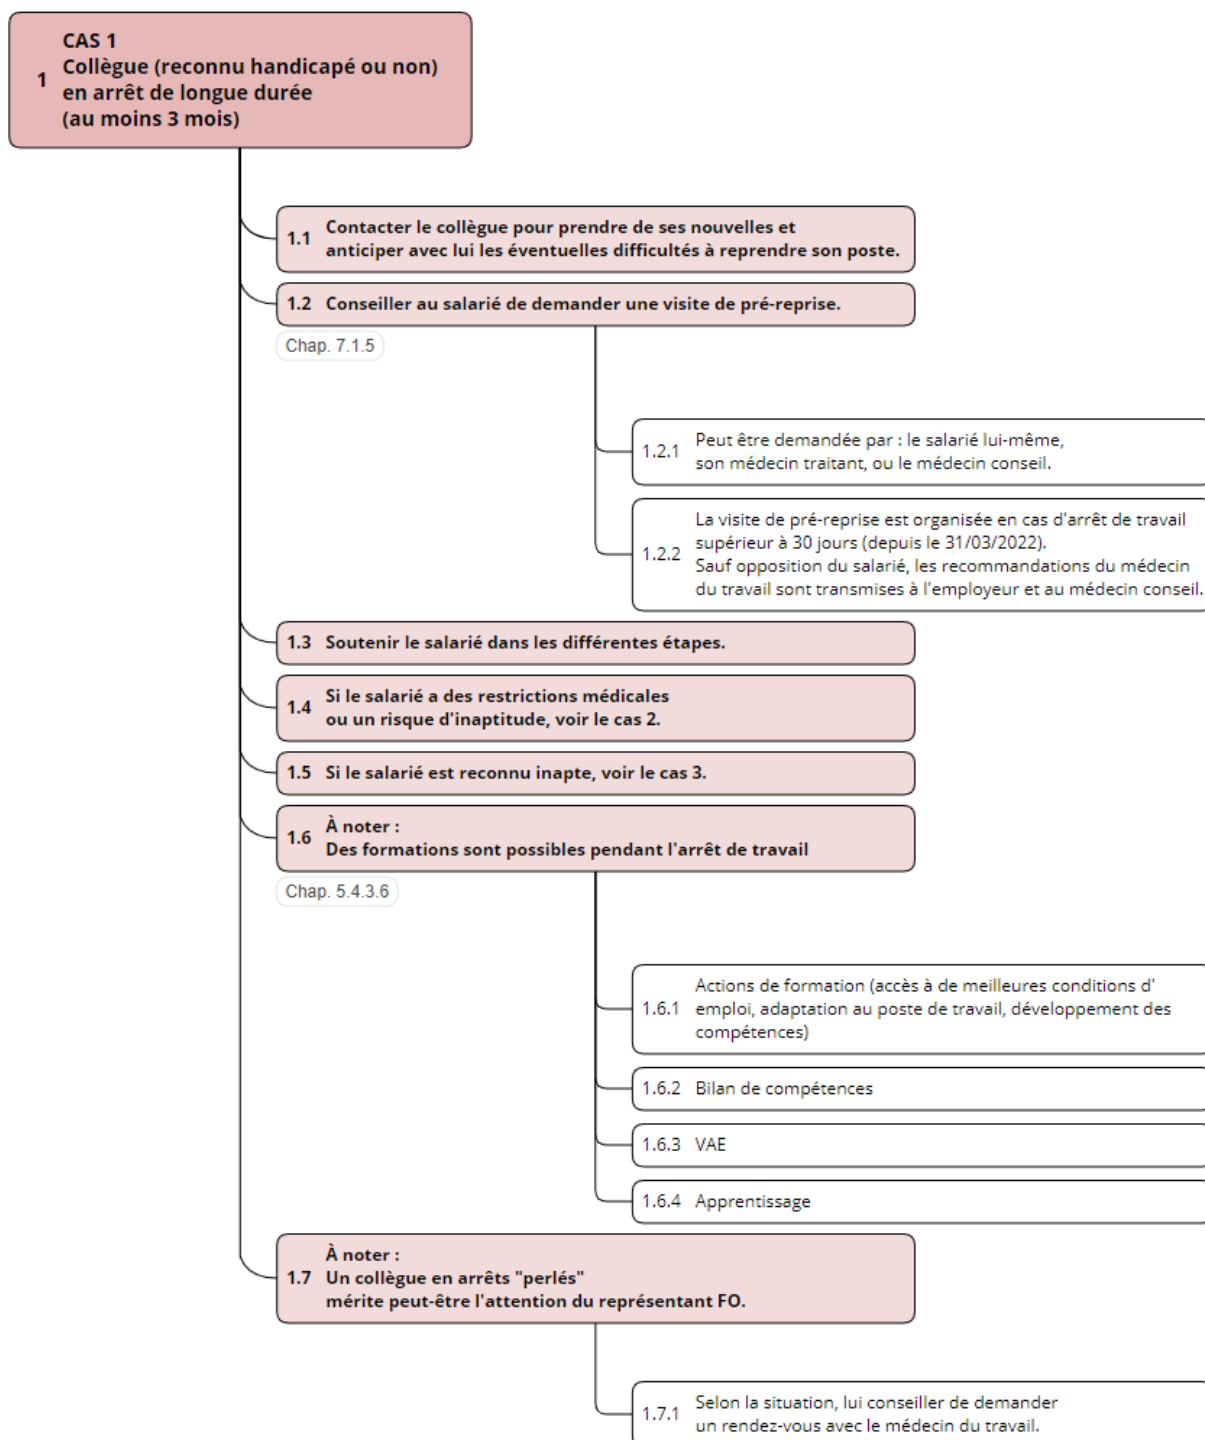 CAS 1
1 Collègue (reconnu handicapé ou non)
en arrêt de longue durée
(au moins 3 mois)
1.1 Contacter le collègue pour prendre de ses nouvelles et
anticiper avec lui les éventuelles difficultés à reprendre son poste.
1.2 Conseiller au salarié de demander une visite de pré-reprise.
Chap. 7.1.5
1.2.1 Peut être demandée par : le salarié lui-même,
son médecin traitant, ou le médecin conseil.
La visite de pré-reprise est organisée en cas d'arrêt de travail
supérieur à 30 jours (depuis le 31/03/2022).
1.2.2 Sauf opposition du salarié, les recommandations du médecin
du travail sont transmises à l'employeur et au médecin conseil.
1.3 Soutenir le salarié dans les différentes étapes.
1.4 Si le salarié a des restrictions médicales
ou un risque d'inaptitude, voir le cas 2.
1.5 Si le salarié est reconnu inapte, voir le cas 3.
1.6 À noter :
Des formations sont possibles pendant l'arrêt de travail
Chap. 5.4.3.6
Actions de formation (accès à de meilleures conditions d'
1.6.1 emploi, adaptation au poste de travail, développement des
compétences)
1.6.2 Bilan de compétences
1.6.3 VAE
1.6.4 Apprentissage
À noter :
1.7 Un collègue en arrêts "perlés"
mérite peut-être l'attention du représentant FO.
1.7.1 Selon la situation, lui conseiller de demander
un rendez-vous avec le médecin du travail.